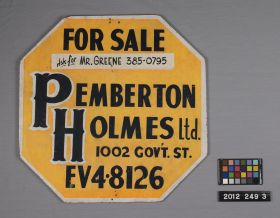 FOR SALE
Ask for MR. GREENE 385-0795
PEMBERTON
HOLMES Ltd.
1002 GOV'T. ST.
EV4-8126
2012 249 3